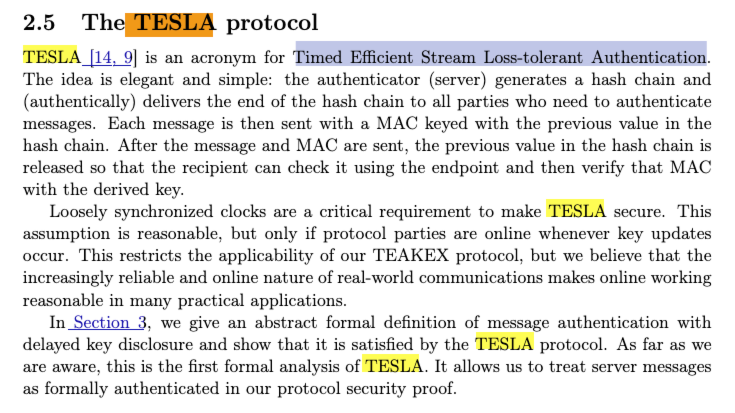 2.5 The TESLA protocol
TESLA [14, 9] is an acronym for Timed Efficient Stream Loss-tolerant Authentication.
The idea is elegant and simple: the authenticator (server) generates a hash chain and
(authentically) delivers the end of the hash chain to all parties who need to authenticate
messages. Each message is then sent with a MAC keyed with the previous value in the
hash chain. After the message and MAC are sent, the previous value in the hash chain is
released so that the recipient can check it using the endpoint and then verify that MAC
with the derived key.
Loosely synchronized clocks are a critical requirement to make TESLA secure. This
assumption is reasonable, but only if protocol parties are online whenever key updates
occur. This restricts the applicability of our TEAKEX protocol, but we believe that the
increasingly reliable and online nature of real-world communications makes online working
reasonable in many practical applications.
In Section 3, we give an abstract formal definition of message authentication with
delayed key disclosure and show that it is satisfied by the TESLA protocol. As far as we
are aware, this is the first formal analysis of TESLA. It allows us to treat server messages
as formally authenticated in our protocol security proof.